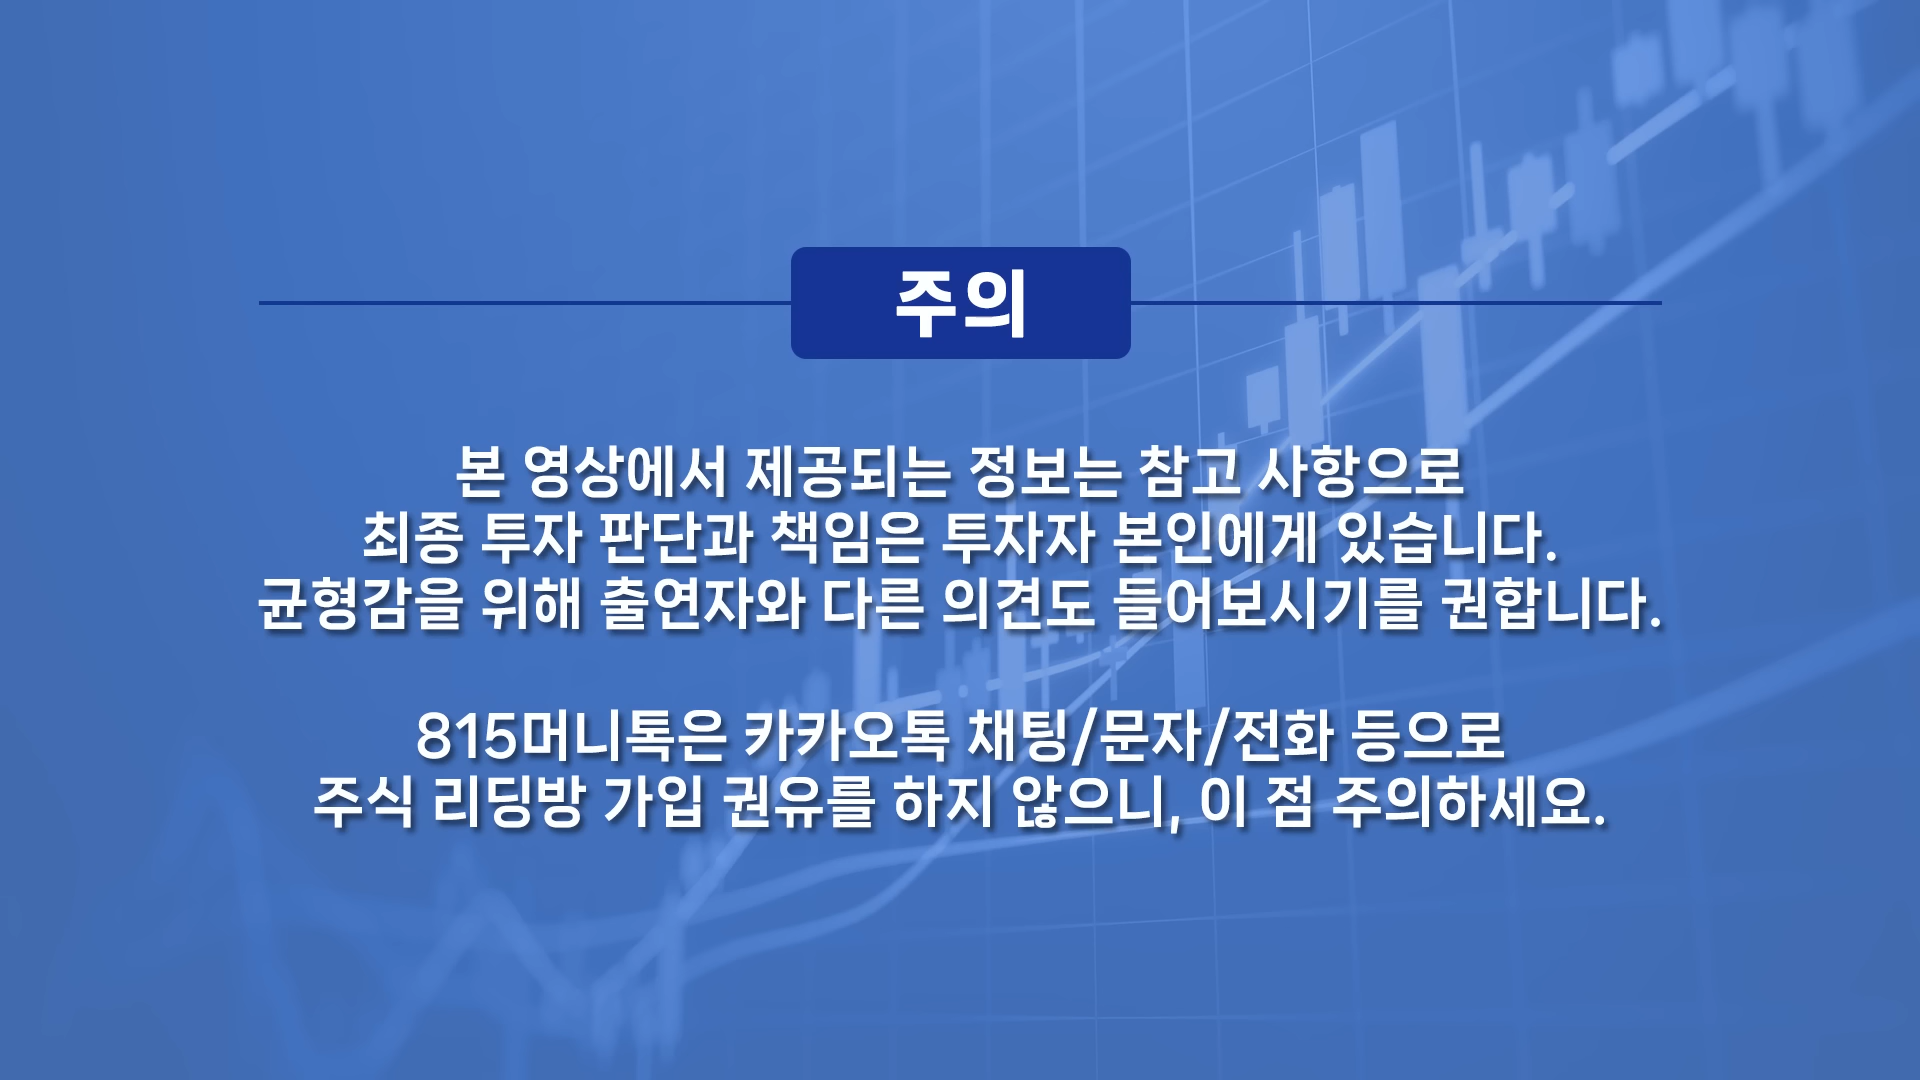 주의
본 영상에서 제공되는 정보는 참고 사항으로
최종 투자 판단과 책임은 투자자 본인에게 있습니다.
균형감을 위해 출연자와 다른 의견도 들어보시기를 권합니다.
815머니톡은 카카오톡 채팅/문자/전화 등으로
주식 리딩방 가입 권유를 하지 않으니, 이 점 주의하세요.